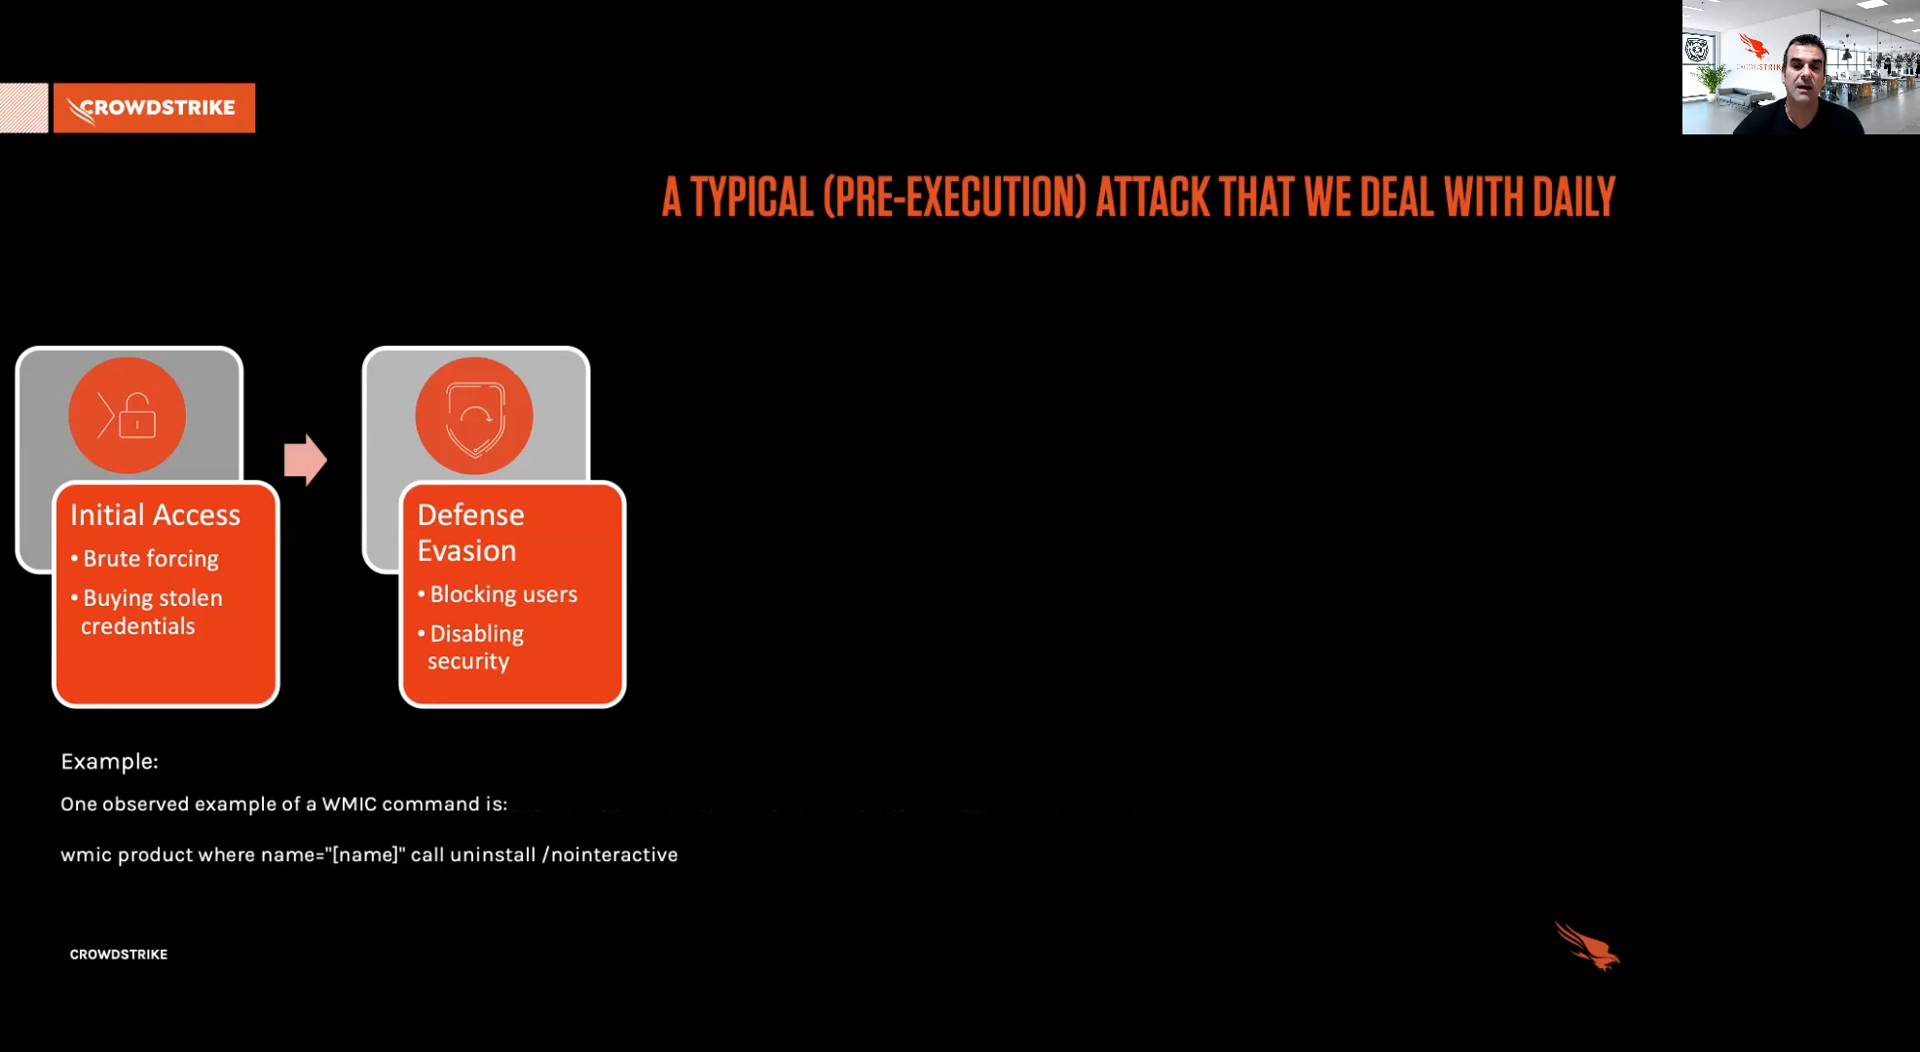 CROWDSTRIKE
A TYPICAL (PRE-EXECUTION) ATTACK THAT WE DEAL WITH DAILY
Initial Access
• Brute forcing
• Buying stolen
credentials
Defense
Evasion
• Blocking users
• Disabling
security
Example:
One observed example of a WMIC command is:
wmic product where name="[name]" call uninstall /nointeractive
CROWDSTRIKE